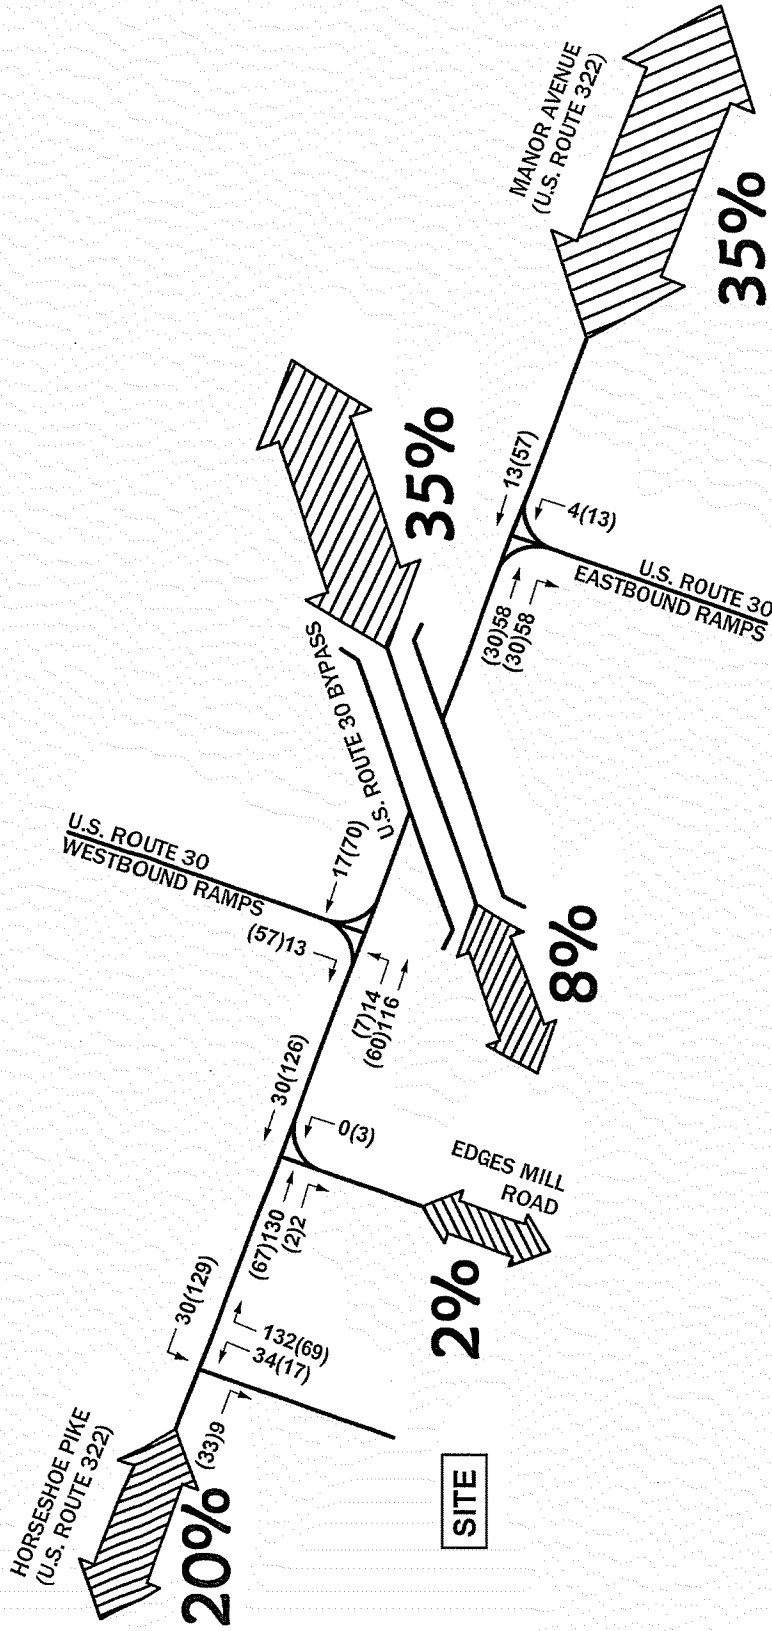 MANOR AVENUE
(U.S. ROUTE 322)
35%
35%
13(57)
4(13)
U.S. ROUTE 30
EASTBOUND RAMPS
(30)58
(30)58
U.S. ROUTE 30 BYPASS
U.S. ROUTE 30
WESTBOUND RAMPS
17(70)
(57)13
(7)14
(60)116
8%
30(126)
0(3)
EDGES MILL
ROAD
(67)130
(2)2
2%
30(129)
132(69)
34(17)
(33)9
HORSESHOE PIKE
(U.S. ROUTE 322)
20%
SITE